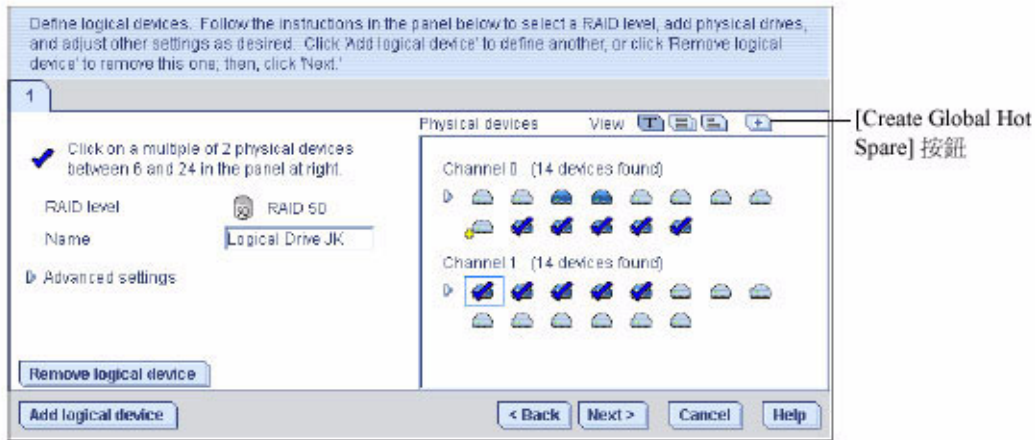 Define logical devices. Follow the instructions in the panel below to select a RAID level, add physical drives,
and adjust other settings as desired. Click 'Add logical device' to define another, or click 'Remove logical
device' to remove this one; then, click 'Next.'
1
Physical devices View T
[Create Global Hot
Spare] 按鈕
Click on a multiple of 2 physical devices
between 6 and 24 in the panel at right.
RAID level 50 RAID 50
Name Logical Drive JK
Advanced settings
Channel 0 (14 devices found)
Channel 1 (14 devices found)
Remove logical device
Add logical device
< Back Next > Cancel Help